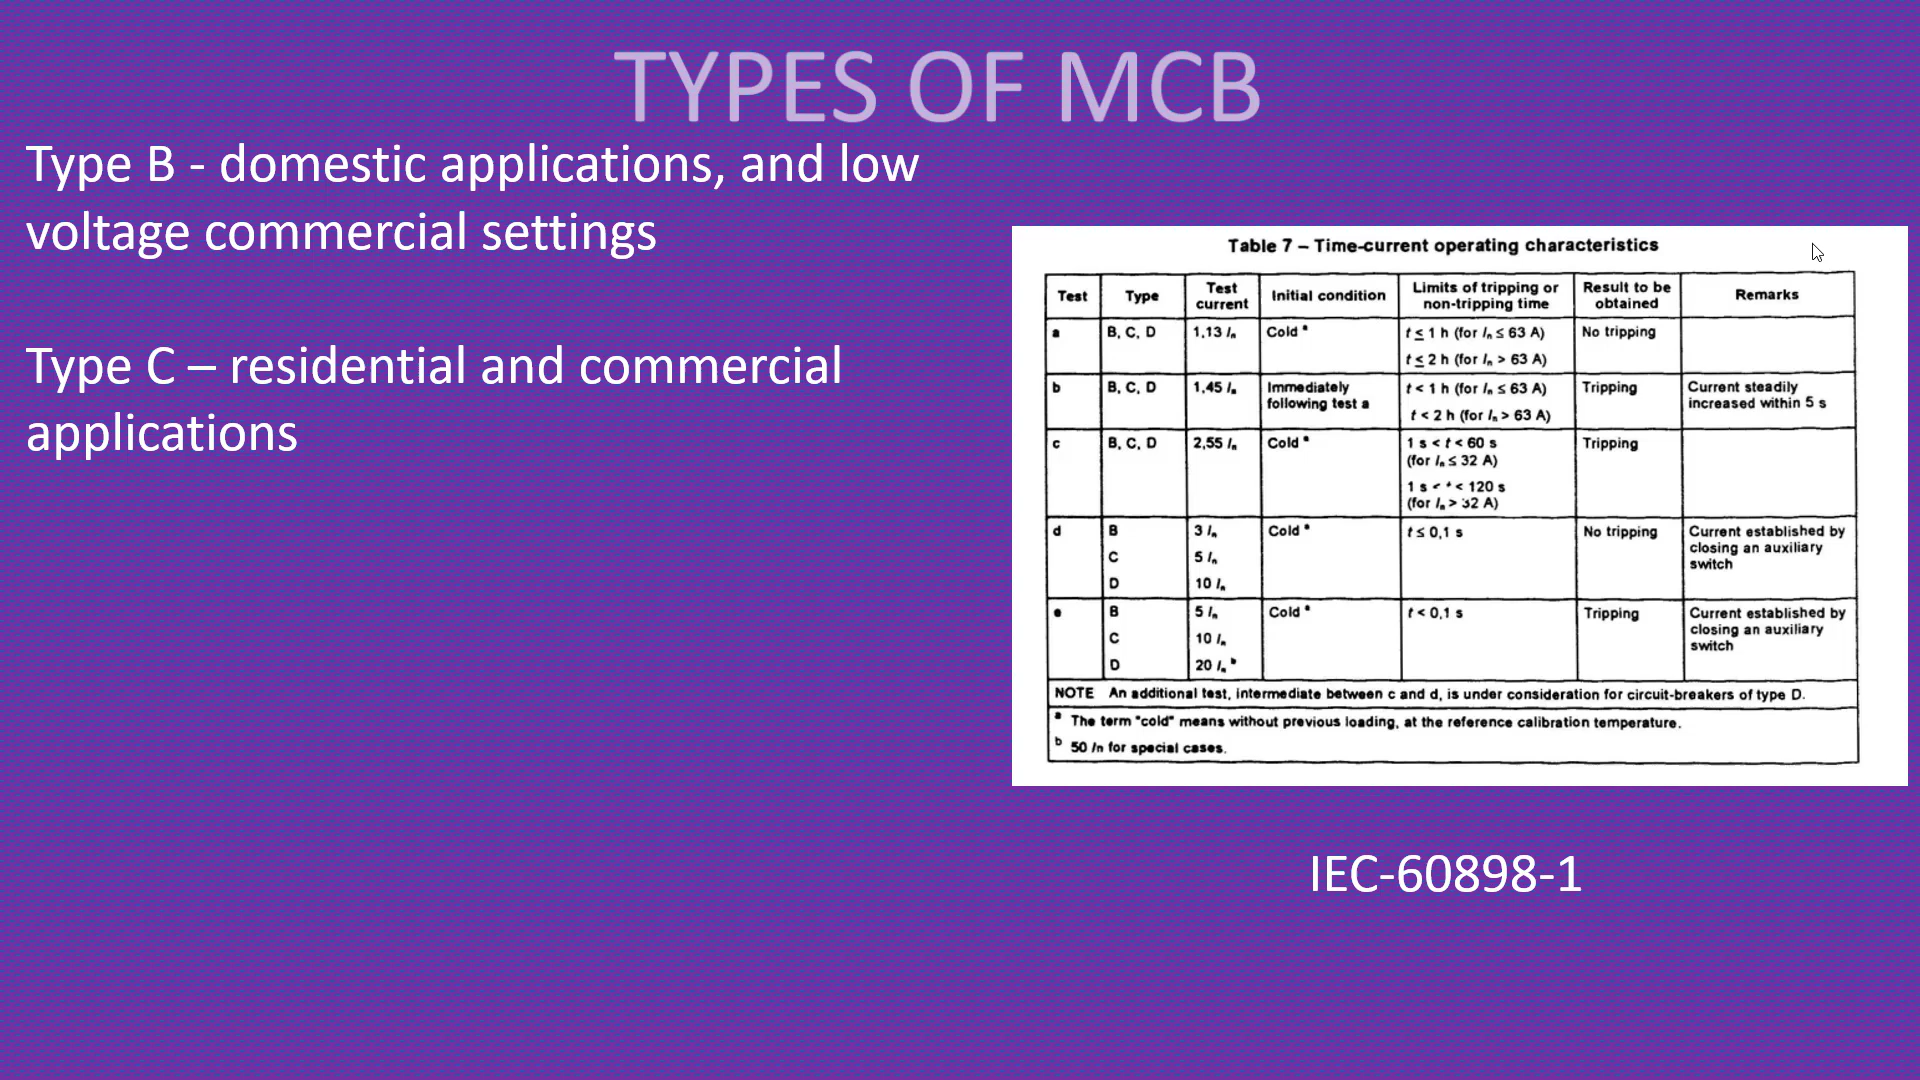 TYPES OF MCB
Type B - domestic applications, and low
voltage commercial settings
Type C – residential and commercial
applications
Table 7 – Time-current operating characteristics
Test Type Test current Initial condition Limits of tripping or non-tripping time Result to be obtained Remarks
a B, C, D 1,13 Iₙ Cold ᵃ t ≤ 1 h (for Iₙ ≤ 63 A) No tripping
t ≤ 2 h (for Iₙ > 63 A)
b B, C, D 1,45 Iₙ Immediately following test a t < 1 h (for Iₙ ≤ 63 A) Tripping Current steadily increased within 5 s
t < 2 h (for Iₙ > 63 A)
c B, C, D 2,55 Iₙ Cold ᵃ 1 s < t < 60 s Tripping
(for Iₙ ≤ 32 A)
1 s < t < 120 s
(for Iₙ > 32 A)
d B 3 Iₙ Cold ᵃ t ≤ 0,1 s No tripping Current established by closing an auxiliary switch
C 5 Iₙ
D 10 Iₙ
e B 5 Iₙ Cold ᵃ t < 0,1 s Tripping Current established by closing an auxiliary switch
C 10 Iₙ
D 20 Iₙ ᵇ
NOTE An additional test, intermediate between c and d, is under consideration for circuit-breakers of type D.
ᵃ The term "cold" means without previous loading, at the reference calibration temperature.
ᵇ 50 In for special cases.
IEC-60898-1